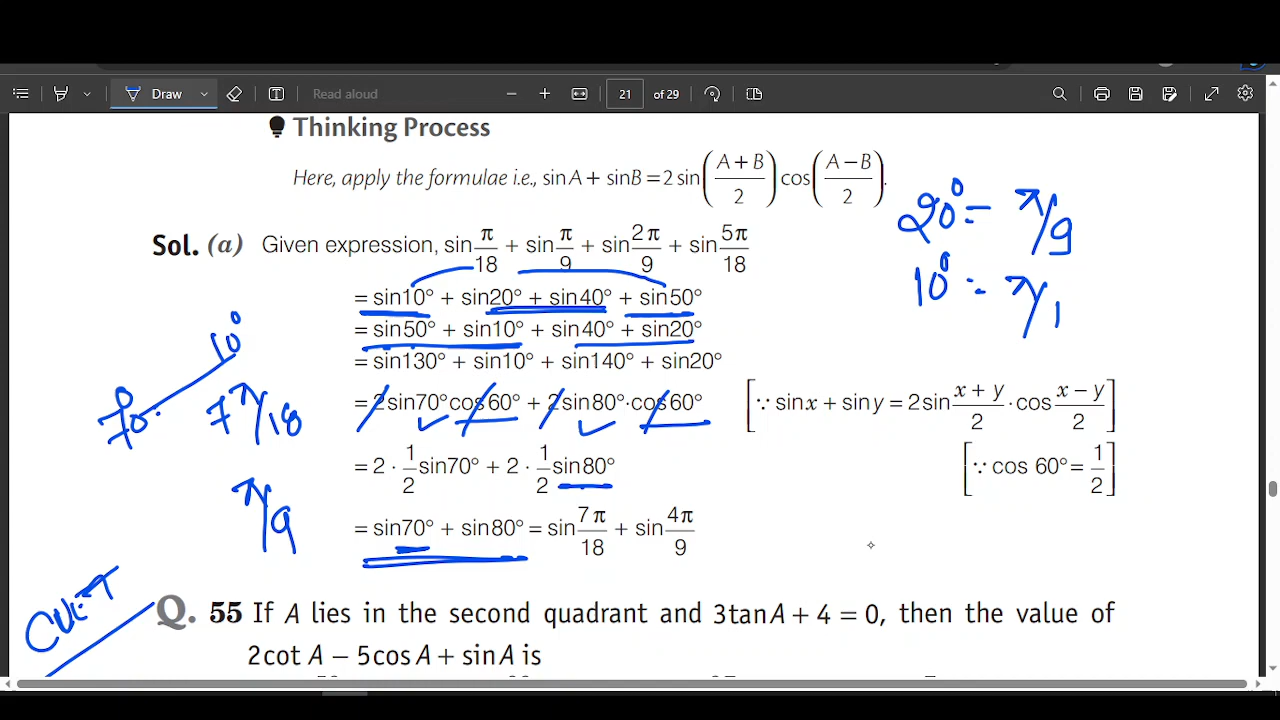 Draw
Read aloud
21 of 29
Thinking Process
Here, apply the formulae i.e., sin A + sin B = 2 sin((A + B)/2) cos((A − B)/2).
20° = π/9
Sol. (a) Given expression, sin π/18 + sin π/9 + sin 2π/9 + sin 5π/18
10° = π/1
= sin10° + sin20° + sin40° + sin50°
= sin50° + sin10° + sin40° + sin20°
10°
= sin130° + sin10° + sin140° + sin20°
70° 7π/18
= 2sin70°cos60° + 2sin80°·cos60° [∵ sin x + sin y = 2sin (x + y)/2 · cos (x − y)/2]
= 2 · 1/2 sin70° + 2 · 1/2 sin80° [∵ cos 60° = 1/2]
π/9
= sin70° + sin80° = sin 7π/18 + sin 4π/9
CUET
Q. 55 If A lies in the second quadrant and 3tan A + 4 = 0, then the value of
2cot A − 5cos A + sin A is